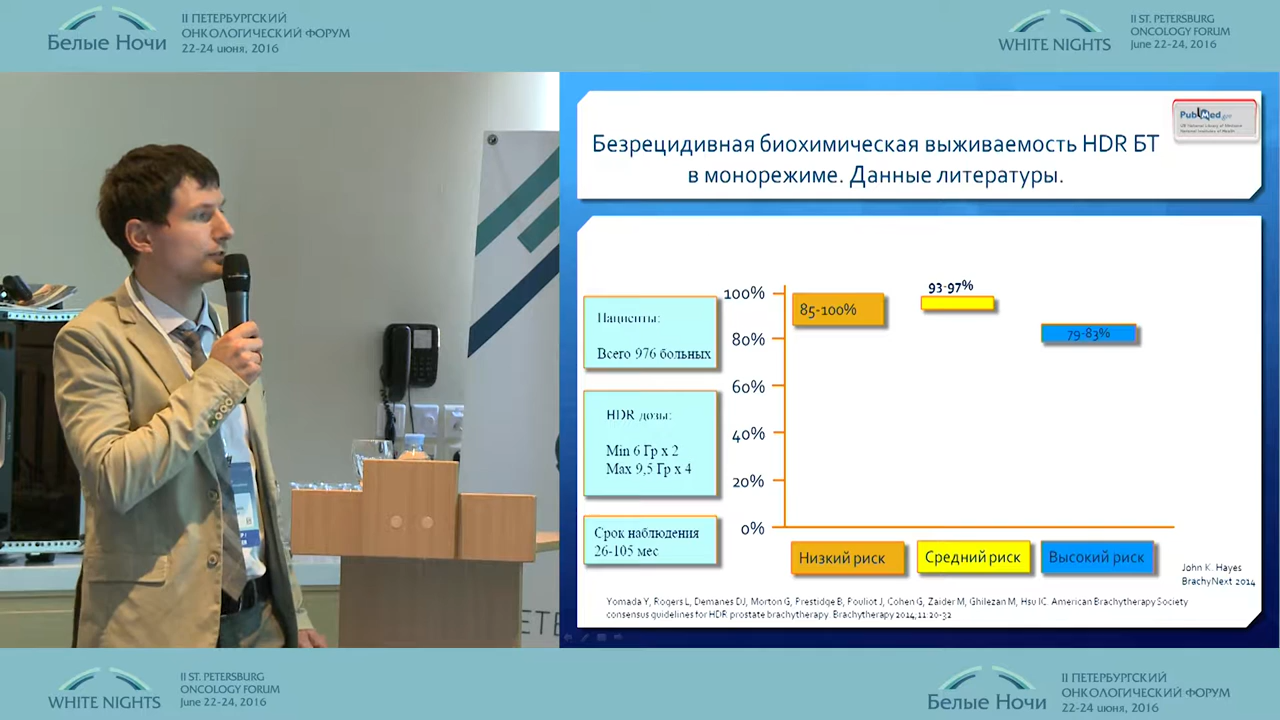 II ПЕТЕРБУРГСКИЙ
ОНКОЛОГИЧЕСКИЙ ФОРУМ
Белые Ночи
22-24 июня, 2016
II ST. PETERSBURG
ONCOLOGY FORUM
WHITE NIGHTS
June 22-24, 2016
PubMed.gov
Безрецидивная биохимическая выживаемость HDR БТ
в монорежиме. Данные литературы.
Пациенты:
Всего 976 больных
HDR дозы:
Min 6 Гр x 2
Max 9,5 Гр x 4
Срок наблюдения
26-105 мес
100%
80%
60%
40%
20%
0%
85-100%
93-97%
79-83%
Низкий риск
Средний риск
Высокий риск
John K. Hayes
BrachyNext 2014
Yomada Y, Rogers L, Demanes DJ, Morton G, Prestidge B, Pouliot J, Cohen G, Zaider M, Ghilezan M, Hsu IC. American Brachytherapy Society
consensus guidelines for HDR prostate brachytherapy. Brachytherapy 2014;11:20-32
ETE
II ST. PETERSBURG
ONCOLOGY FORUM
WHITE NIGHTS
June 22-24, 2016
II ПЕТЕРБУРГСКИЙ
ОНКОЛОГИЧЕСКИЙ ФОРУМ
Белые Ночи
22-24 июня, 2016